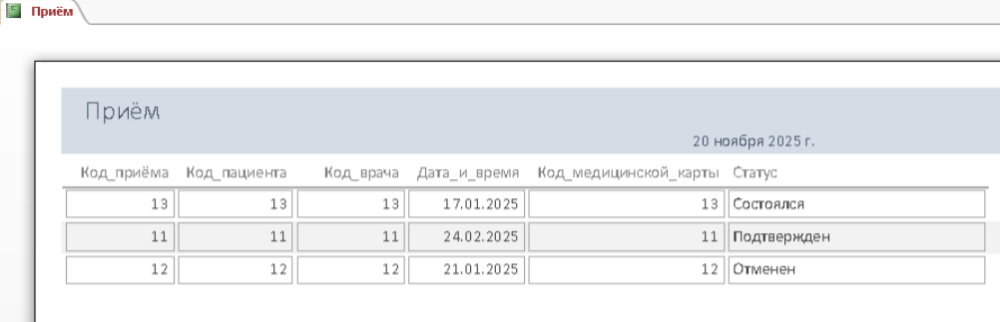 Приём
Приём
20 ноября 2025 г.
Код_приёма Код_пациента Код_врача Дата_и_время Код_медицинской_карты Статус
13 13 13 17.01.2025 13 Состоялся
11 11 11 24.02.2025 11 Подтвержден
12 12 12 21.01.2025 12 Отменен